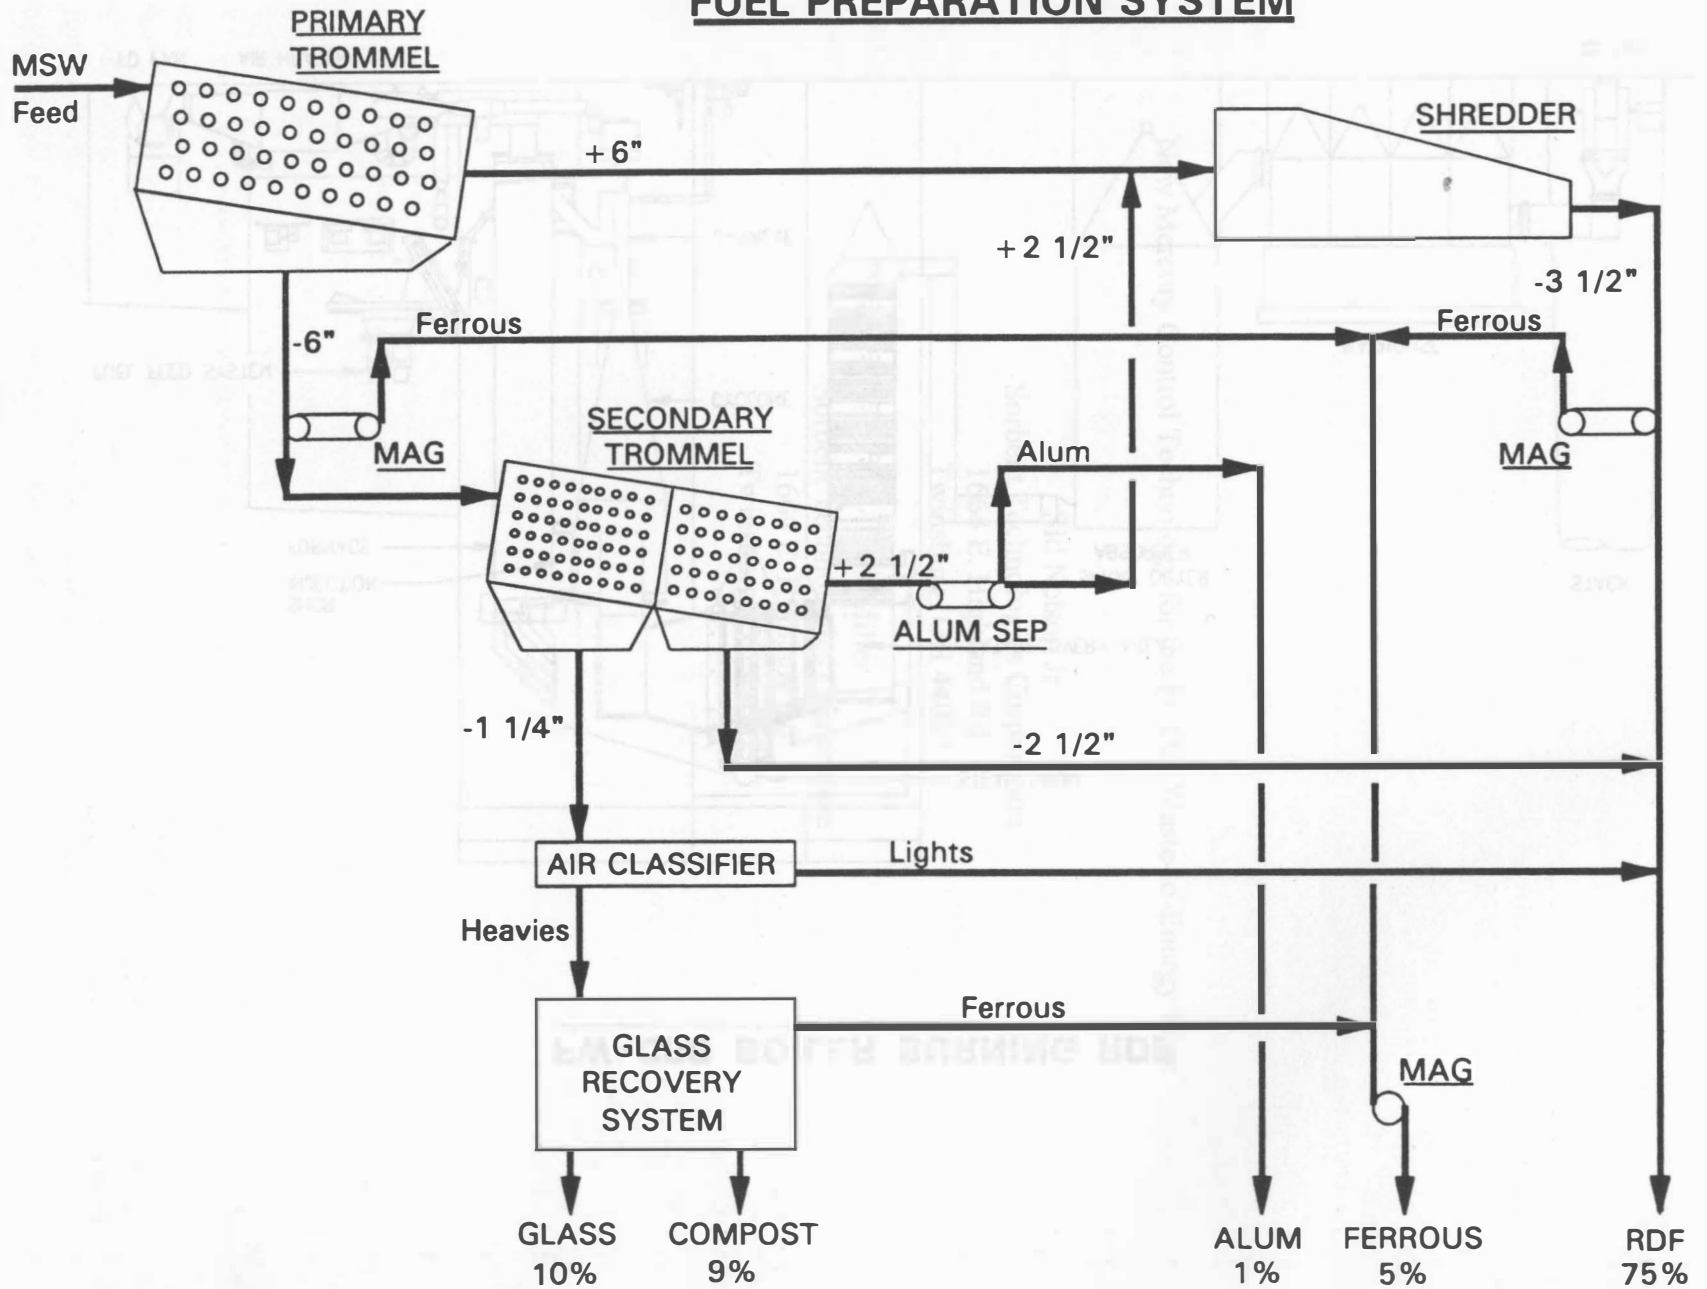 FUEL PREPARATION SYSTEM
PRIMARY
TROMMEL
MSW
Feed
SHREDDER
+6"
+2 1/2"
-3 1/2"
-6"
Ferrous
Ferrous
MAG
SECONDARY
TROMMEL
Alum
MAG
+2 1/2"
ALUM SEP
-1 1/4"
-2 1/2"
AIR CLASSIFIER
Lights
Heavies
GLASS
RECOVERY
SYSTEM
Ferrous
MAG
GLASS
10%
COMPOST
9%
ALUM
1%
FERROUS
5%
RDF
75%